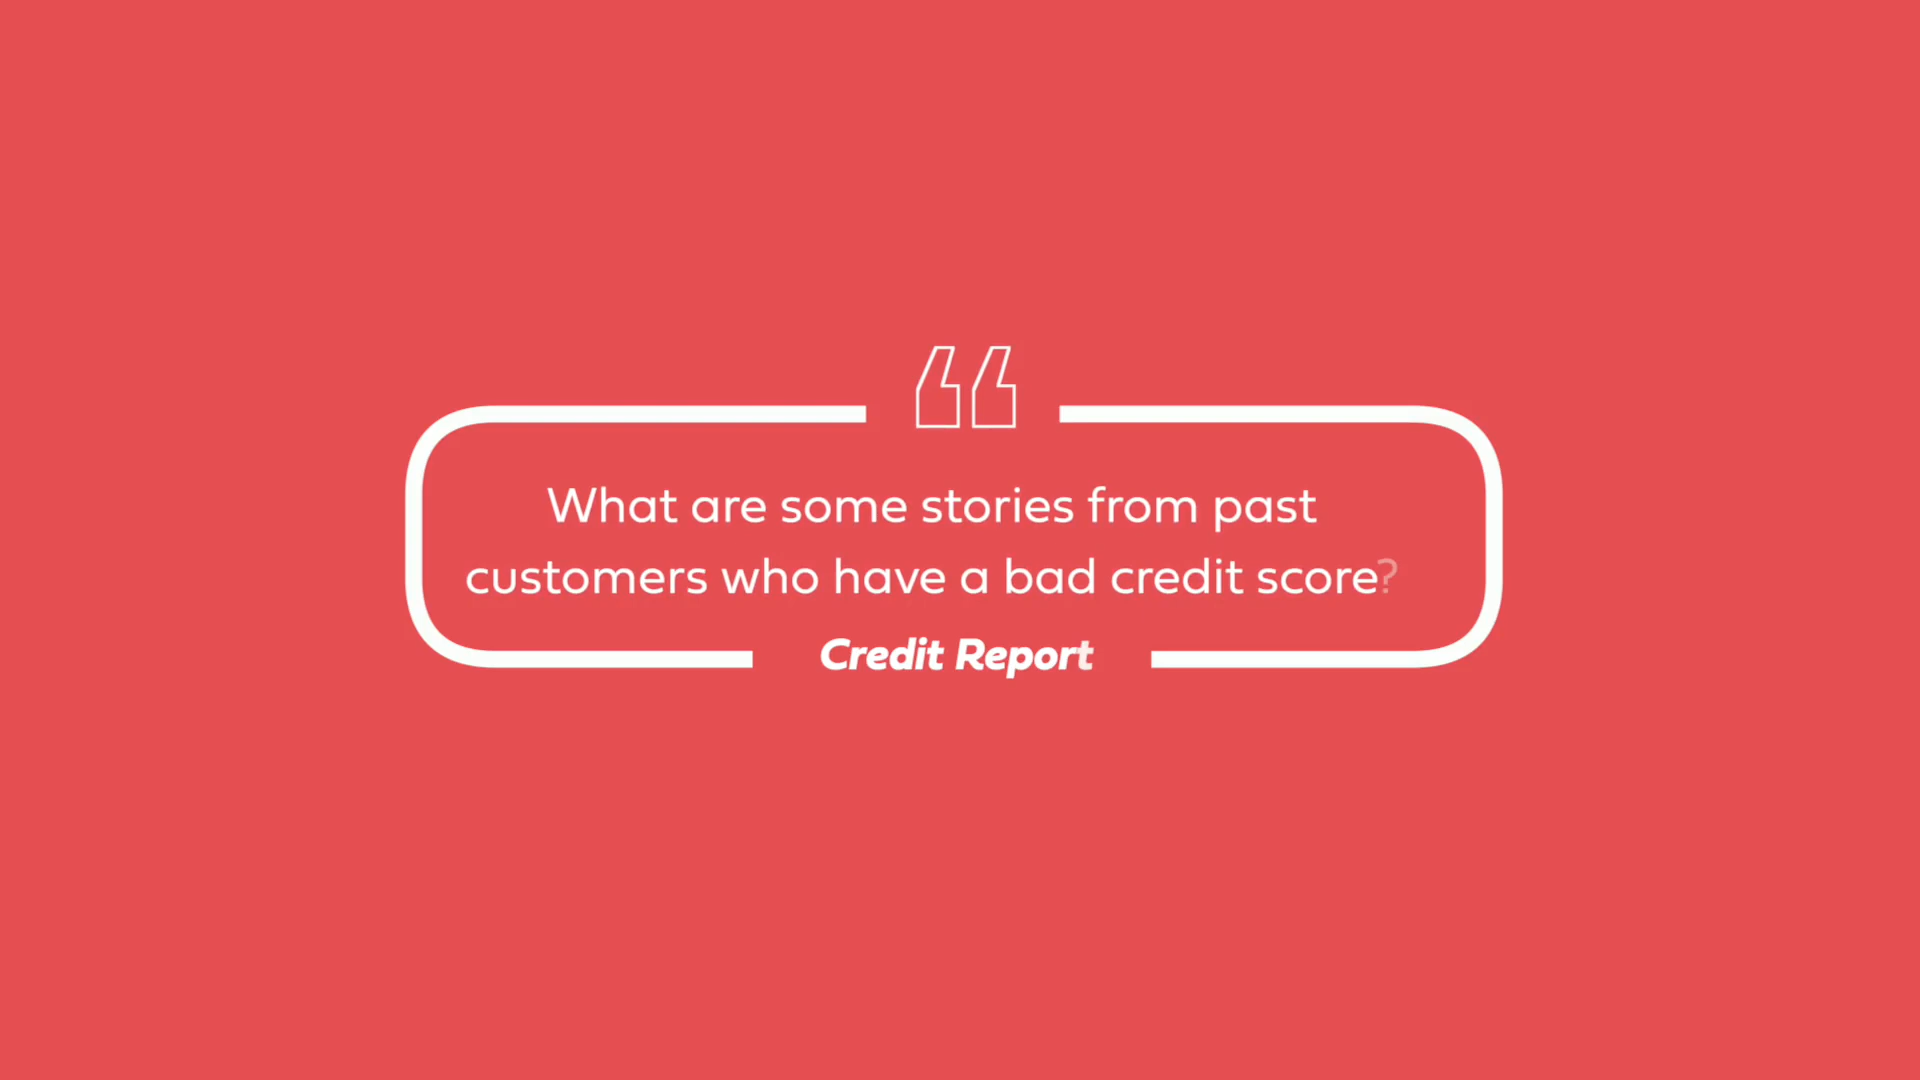 “
What are some stories from past
customers who have a bad credit score?
Credit Report